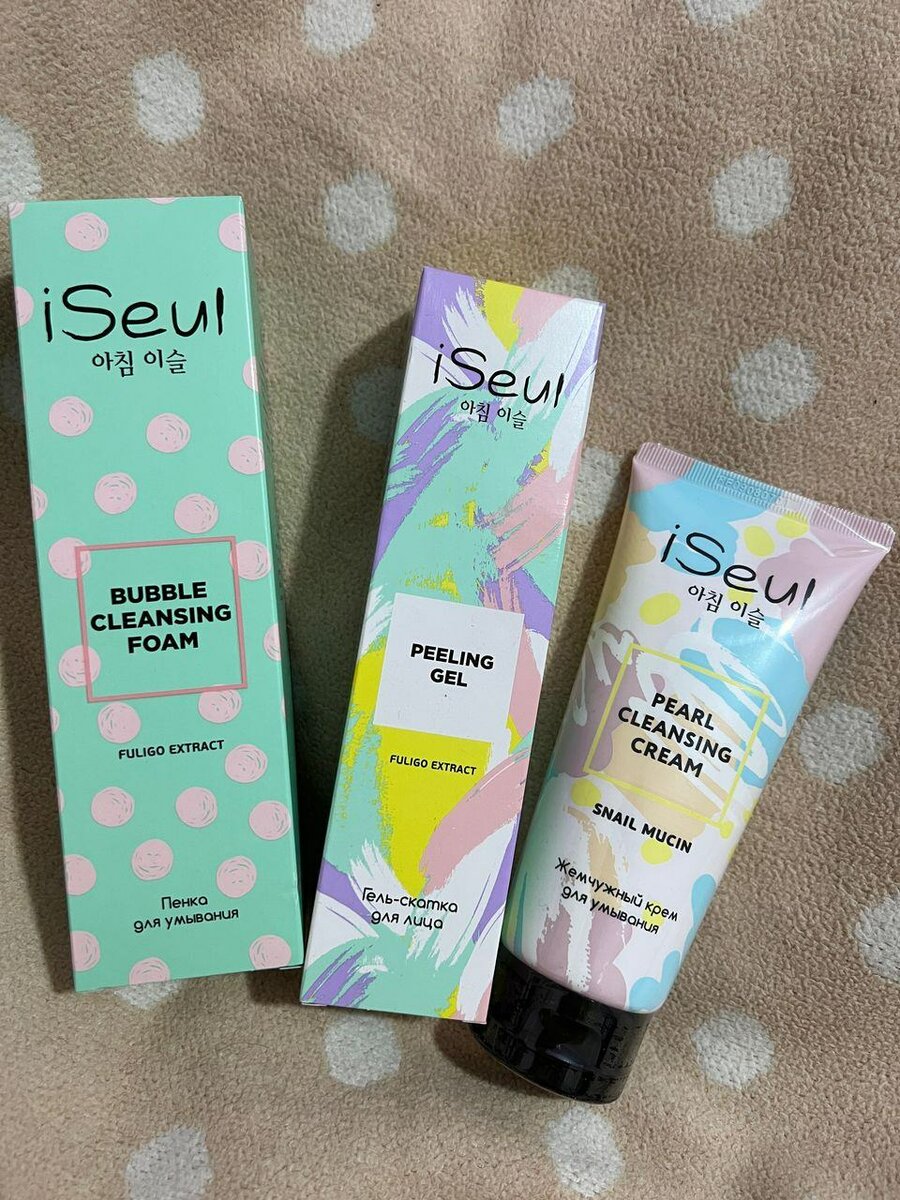 iSeul
아침 이슬
BUBBLE
CLEANSING
FOAM
FULIGO EXTRACT
Пенка
для умывания
iSeul
아침 이슬
PEELING
GEL
FULIGO EXTRACT
Гель-скатка
для лица
iSeul
아침 이슬
PEARL
CLEANSING
CREAM
SNAIL MUCIN
Жемчужный крем
для умывания